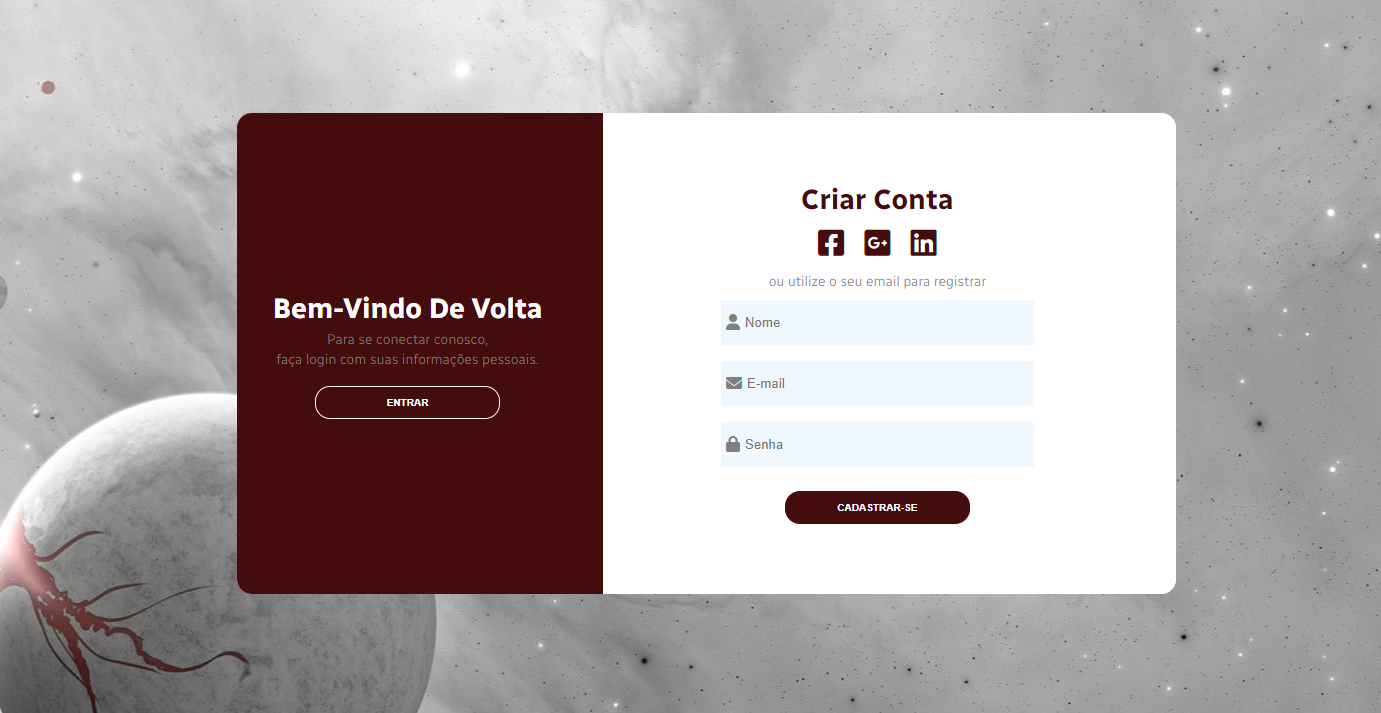 Bem-Vindo De Volta
Para se conectar conosco,
faça login com suas informações pessoais.
ENTRAR
Criar Conta
G+
in
ou utilize o seu email para registrar
Nome
E-mail
Senha
CADASTRAR-SE